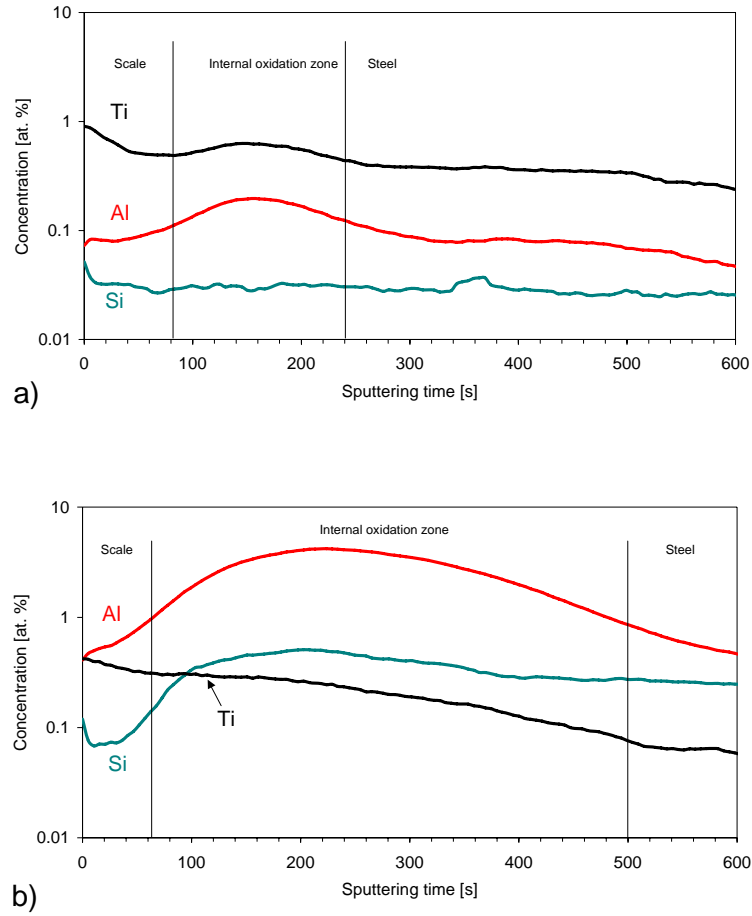 10
Scale
Internal oxidation zone
Steel
Ti
1
Concentration [at. %]
Al
0.1
Si
0.01
0
100
200
300
400
500
600
Sputtering time [s]
a)
10
Internal oxidation zone
Scale
Steel
Al
1
Concentration [at. %]
Ti
0.1
Si
0.01
0
100
200
300
400
500
600
Sputtering time [s]
b)